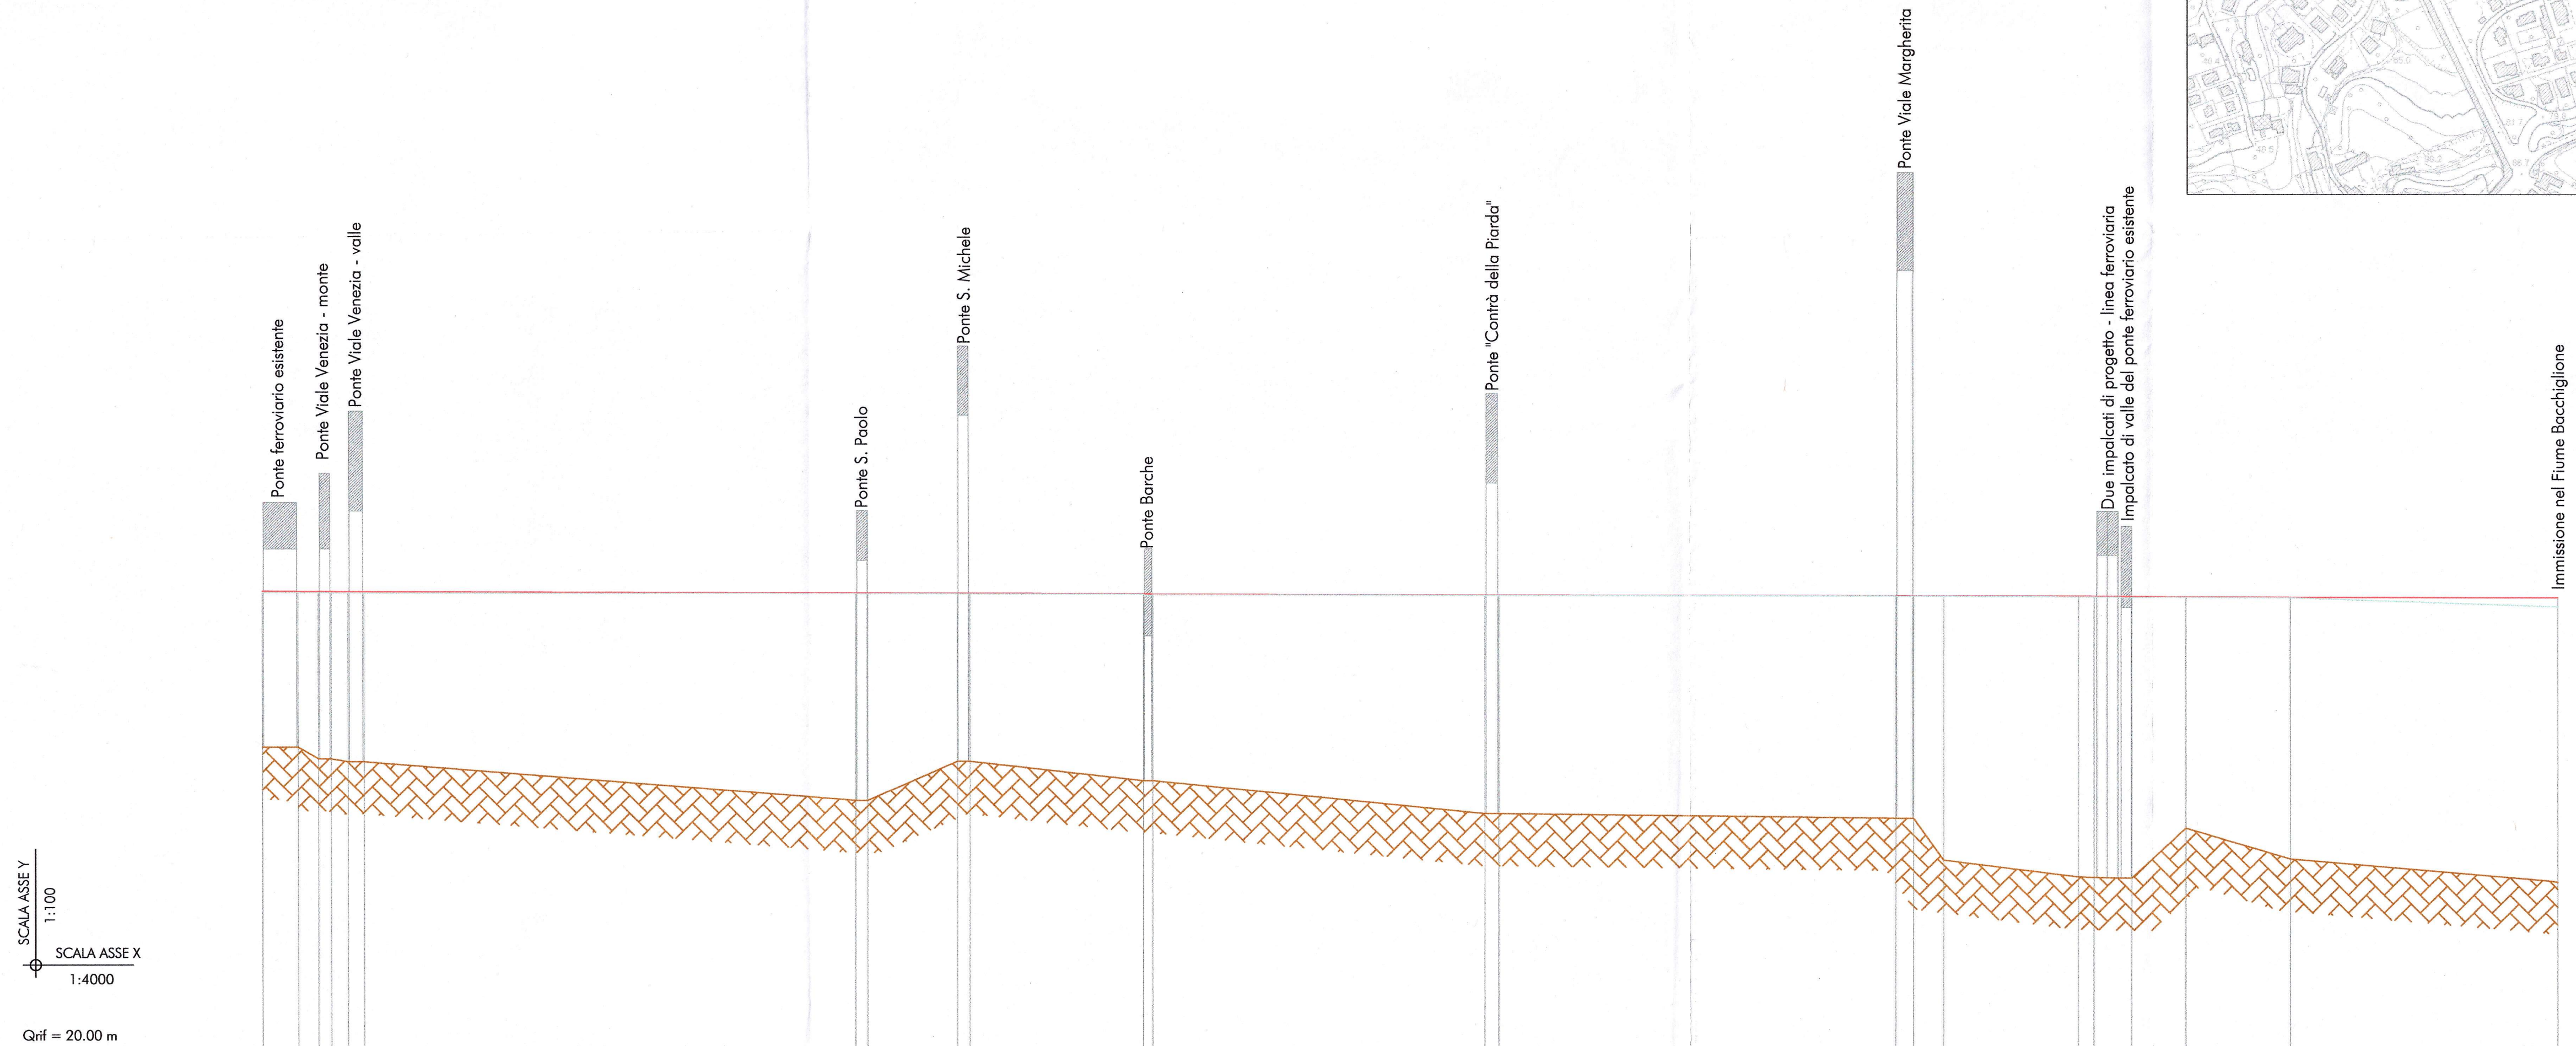 Ponte ferroviario esistente
Ponte Viale Venezia - monte
Ponte Viale Venezia - valle
Ponte S. Paolo
Ponte S. Michele
Ponte Barche
Ponte "Contrà della Piarda"
Ponte Viale Margherita
Due impalcati di progetto - linea ferroviaria
Impalcato di valle del ponte ferroviario esistente
Immissione nel Fiume Bacchiglione
SCALA ASSE Y
1:100
SCALA ASSE X
1:4000
Qrif = 20.00 m